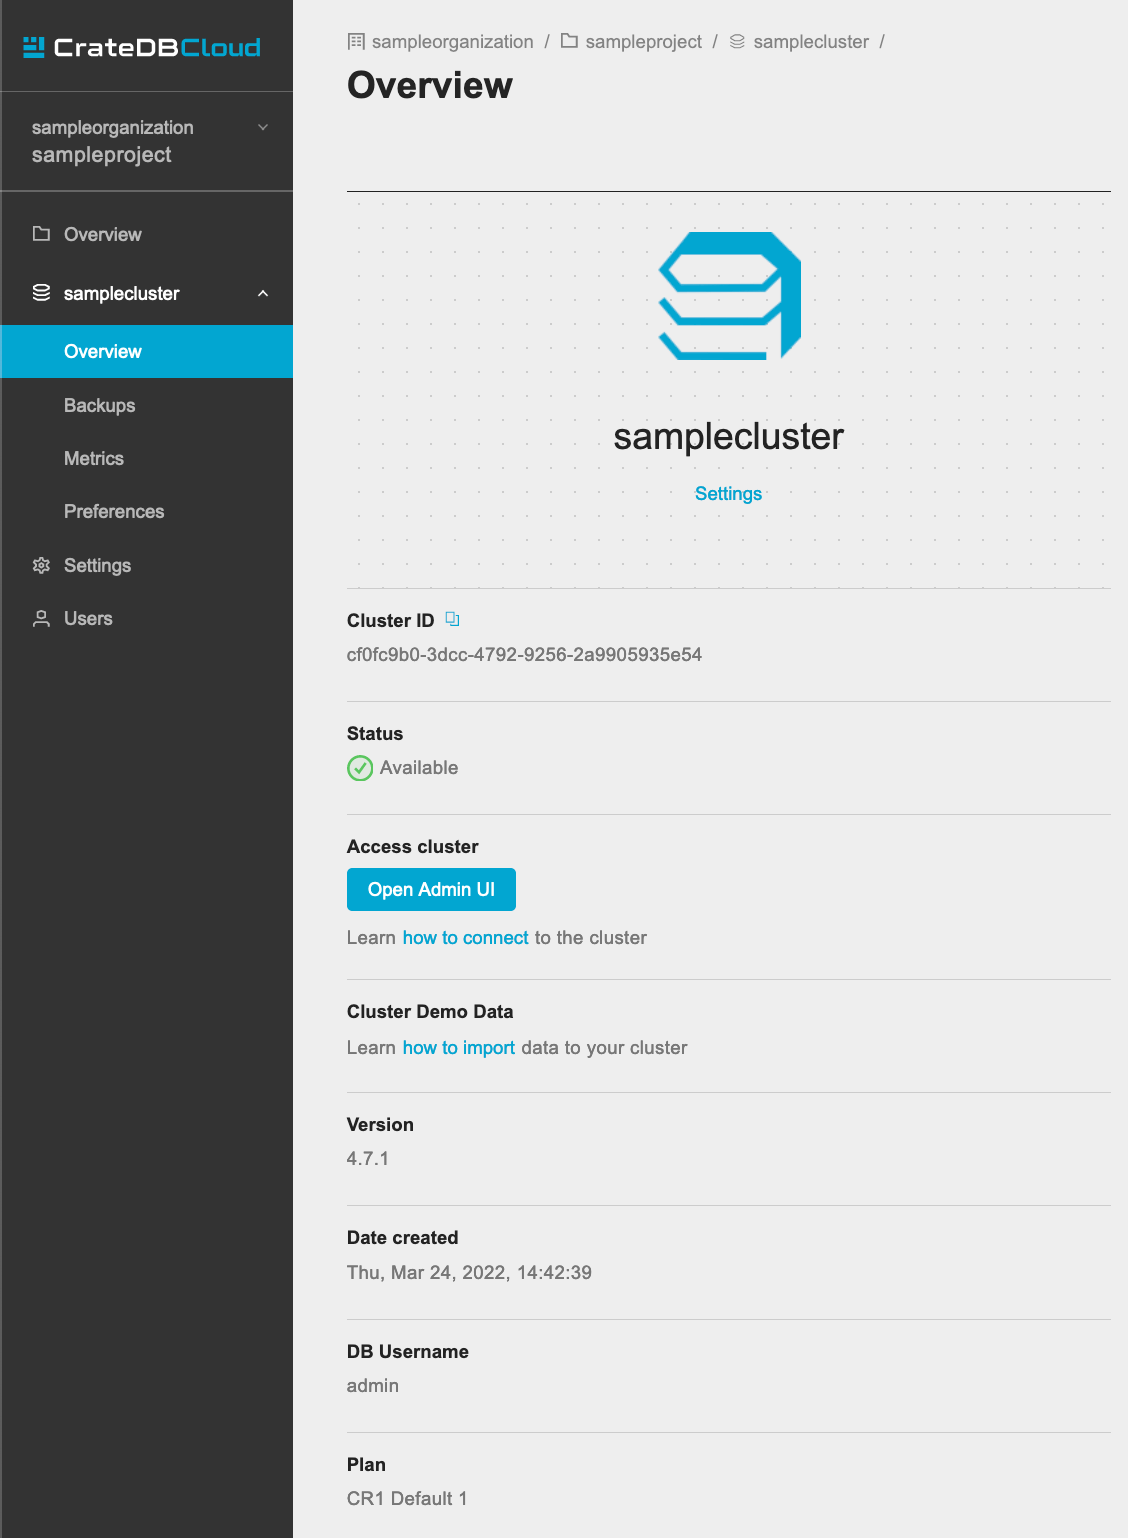 CrateDBCloud
sampleorganization
sampleproject
Overview
samplecluster
Overview
Backups
Metrics
Preferences
Settings
Users
sampleorganization / sampleproject / samplecluster /
Overview
samplecluster
Settings
Cluster ID
cf0fc9b0-3dcc-4792-9256-2a9905935e54
Status
Available
Access cluster
Open Admin UI
Learn how to connect to the cluster
Cluster Demo Data
Learn how to import data to your cluster
Version
4.7.1
Date created
Thu, Mar 24, 2022, 14:42:39
DB Username
admin
Plan
CR1 Default 1